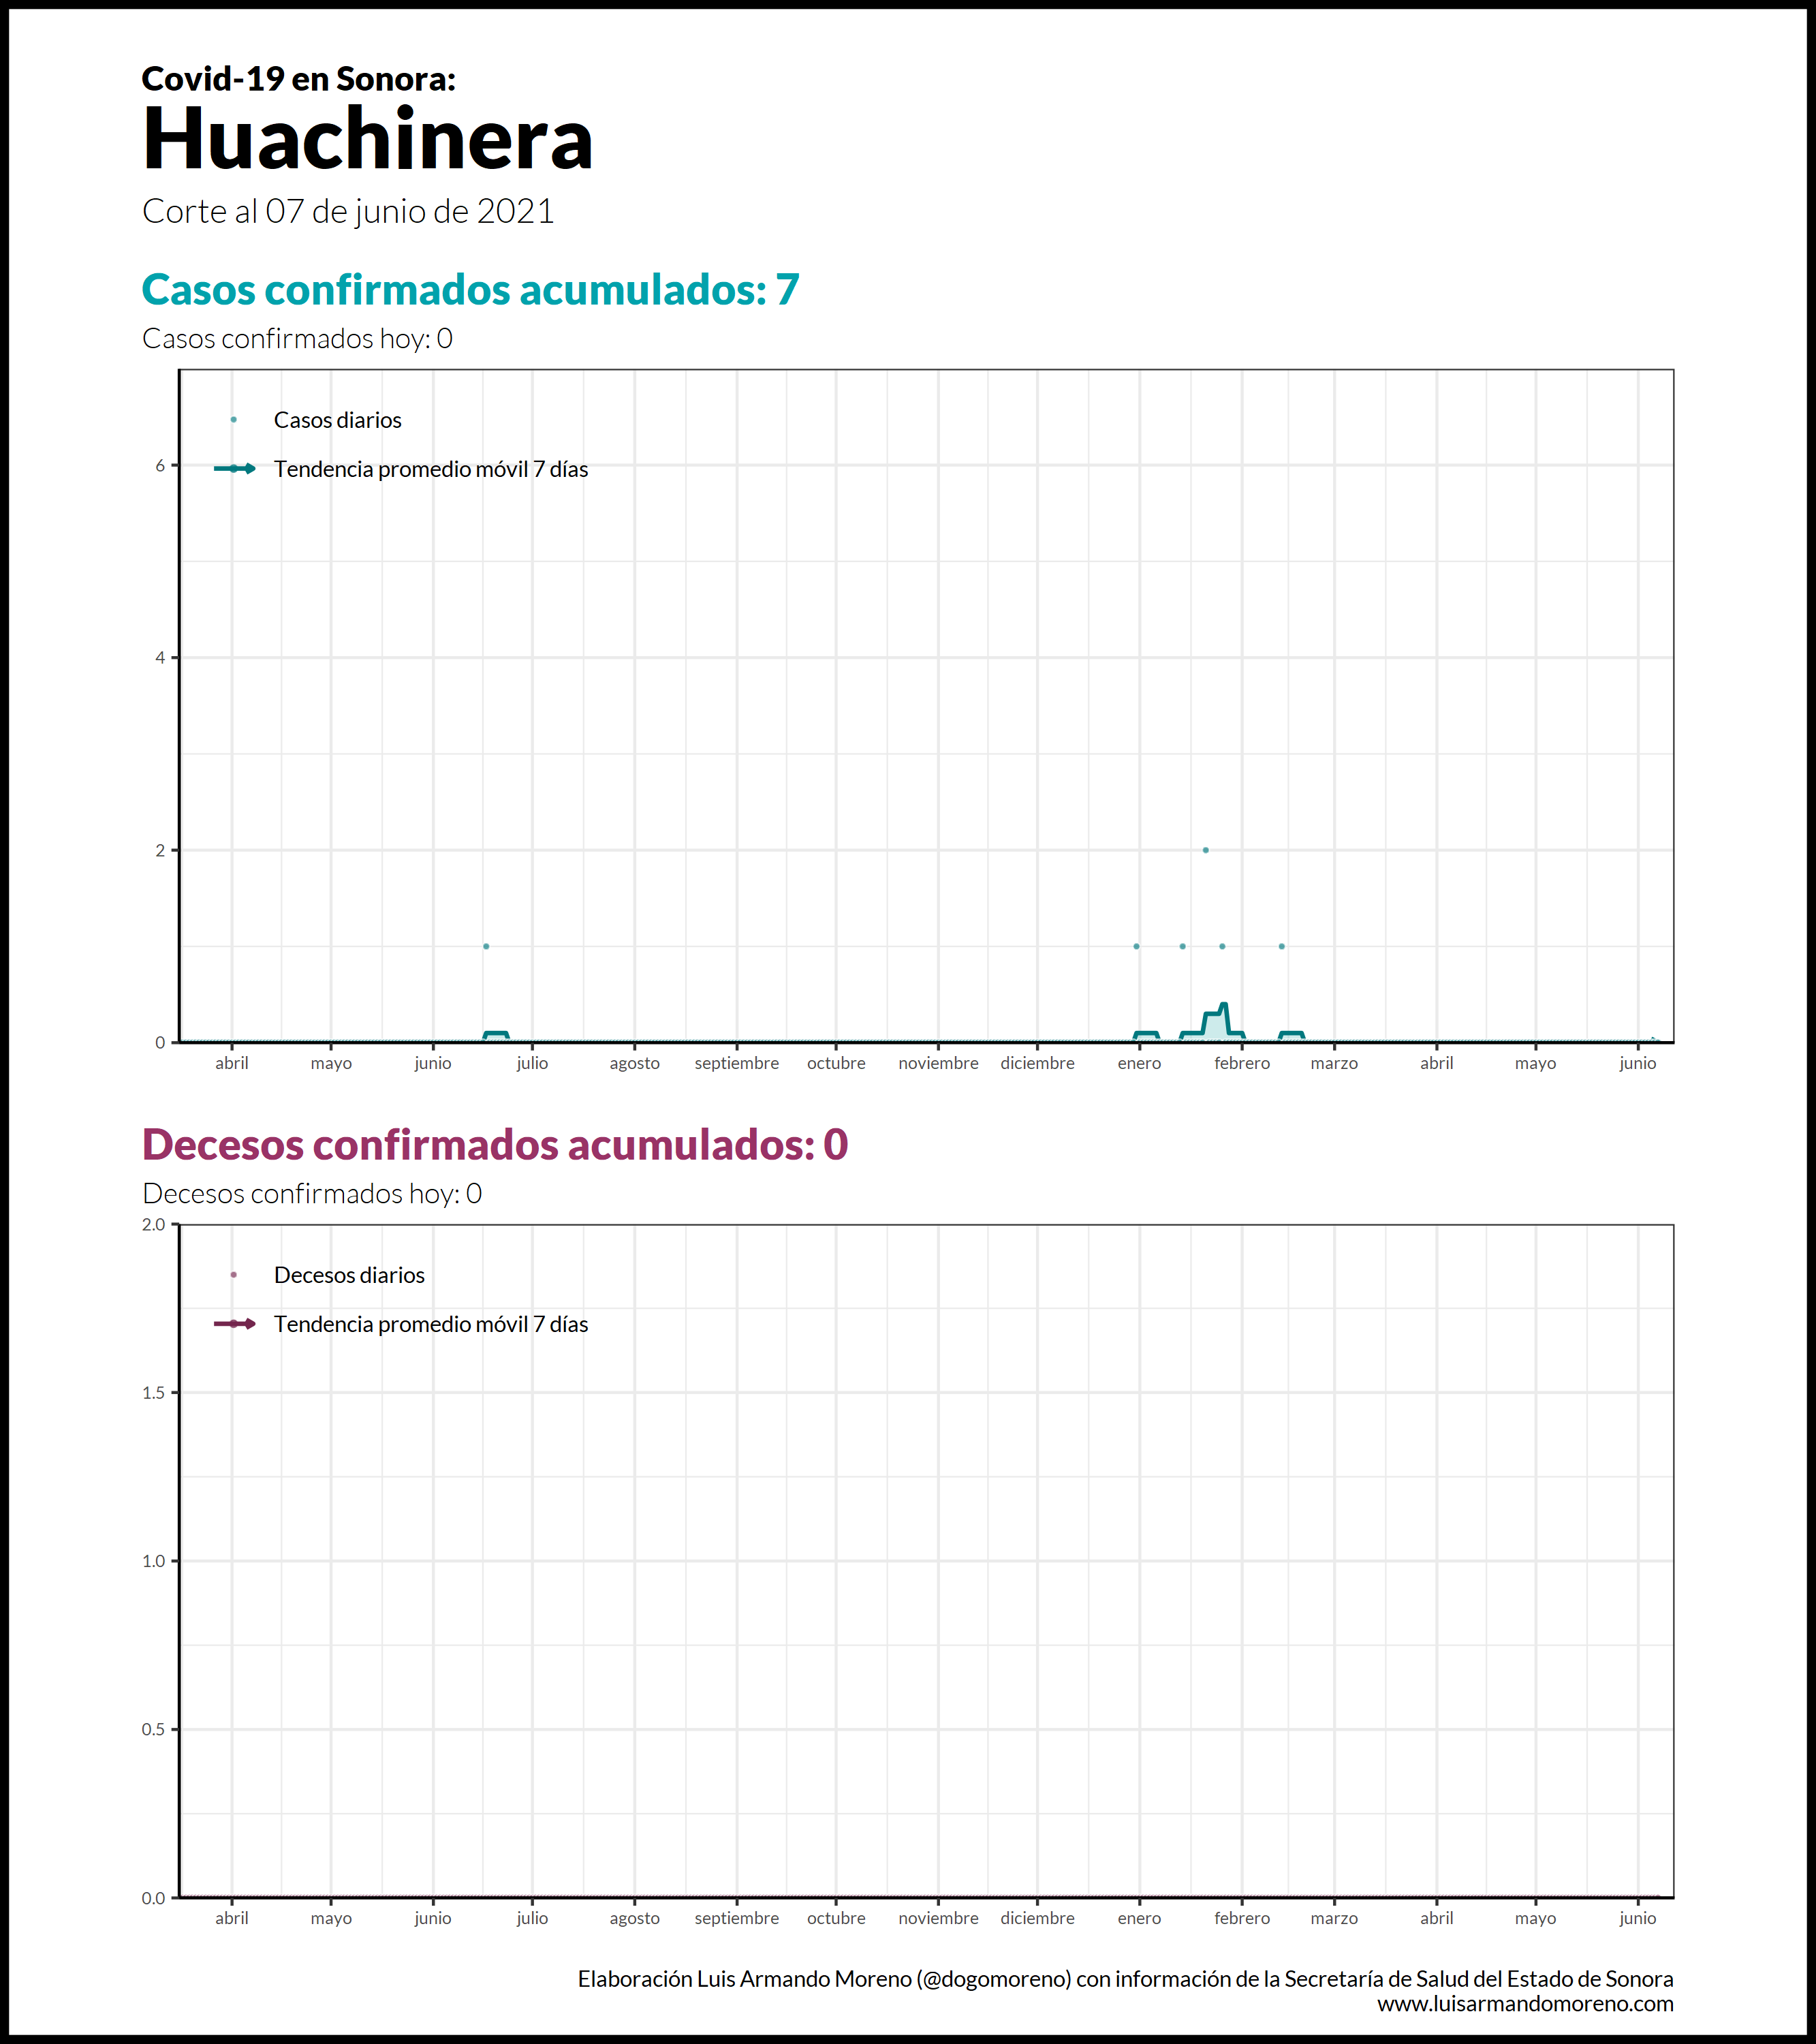 Covid-19 en Sonora:
Huachinera
Corte al 07 de junio de 2021
Casos confirmados acumulados: 7
Casos confirmados hoy: 0
Casos diarios
Tendencia promedio móvil 7 días
6
4
2
0
abril mayo junio julio agosto septiembre octubre noviembre diciembre enero febrero marzo abril mayo junio
Decesos confirmados acumulados: 0
Decesos confirmados hoy: 0
2.0
Decesos diarios
Tendencia promedio móvil 7 días
1.5
1.0
0.5
0.0
abril mayo junio julio agosto septiembre octubre noviembre diciembre enero febrero marzo abril mayo junio
Elaboración Luis Armando Moreno (@dogomoreno) con información de la Secretaría de Salud del Estado de Sonora
www.luisarmandomoreno.com